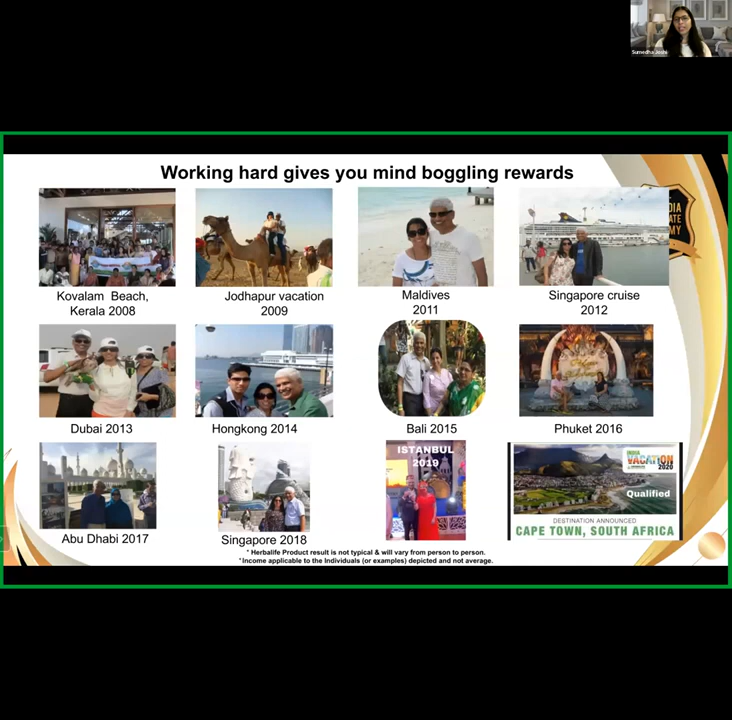 Sumedha Joshi
Working hard gives you mind boggling rewards
Kovalam Beach,
Kerala 2008
Jodhapur vacation
2009
Maldives
2011
Singapore cruise
2012
Dubai 2013
Hongkong 2014
Bali 2015
Phuket 2016
ISTANBUL
2019
VACATION
2020
Qualified
DESTINATION ANNOUNCED
CAPE TOWN, SOUTH AFRICA
Abu Dhabi 2017
Singapore 2018
* Herbalife Product result is not typical & will vary from person to person.
*Income applicable to the Individuals (or examples) depicted and not average.